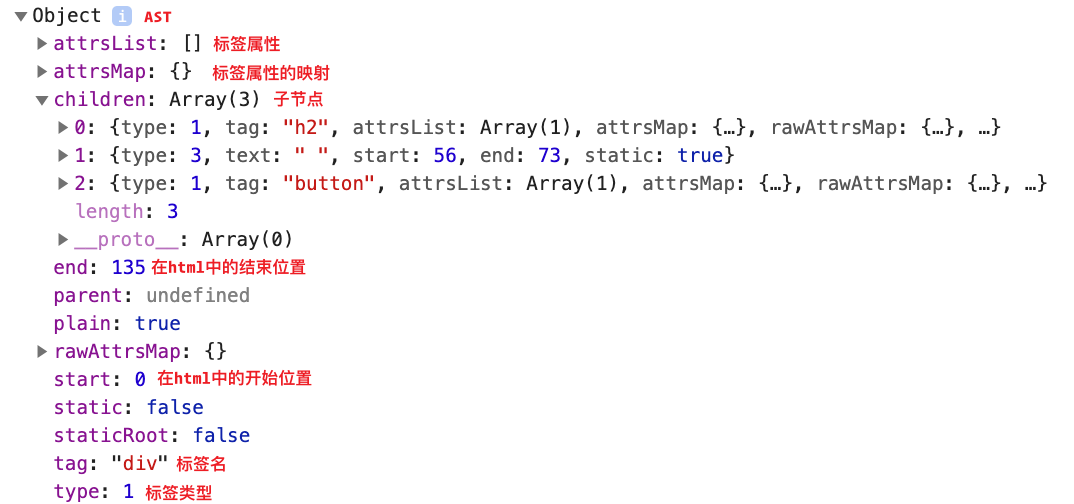 Object i AST
attrsList: [] 标签属性
attrsMap: {} 标签属性的映射
children: Array(3) 子节点
0: {type: 1, tag: "h2", attrsList: Array(1), attrsMap: {…}, rawAttrsMap: {…}, …}
1: {type: 3, text: " ", start: 56, end: 73, static: true}
2: {type: 1, tag: "button", attrsList: Array(1), attrsMap: {…}, rawAttrsMap: {…}, …}
length: 3
__proto__: Array(0)
end: 135 在html中的结束位置
parent: undefined
plain: true
rawAttrsMap: {}
start: 0 在html中的开始位置
static: false
staticRoot: false
tag: "div" 标签名
type: 1 标签类型